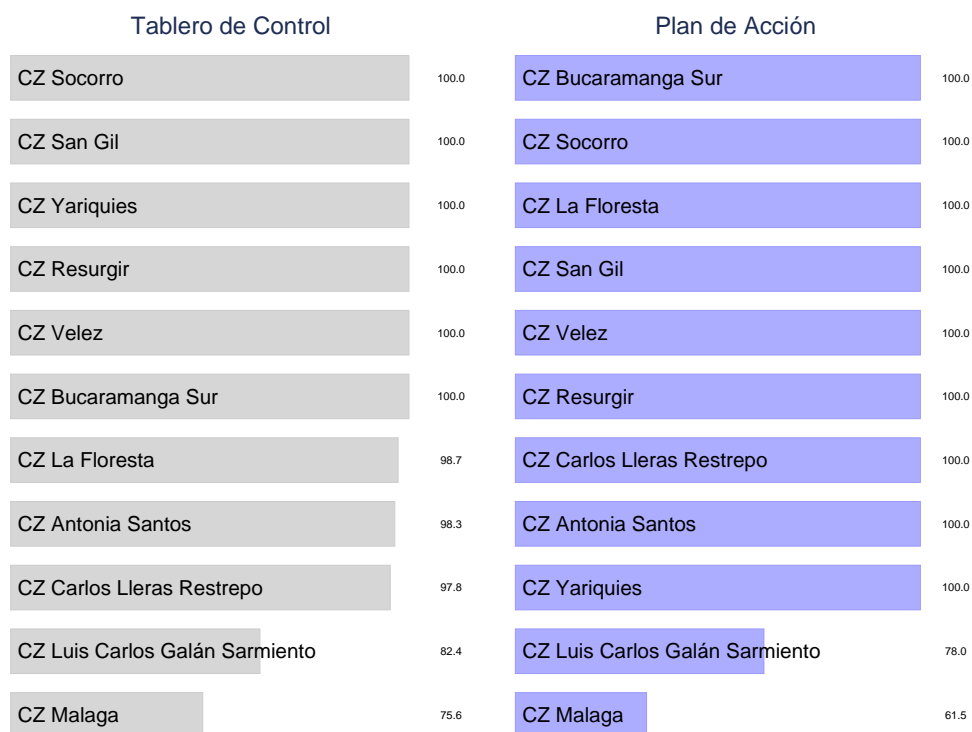 Tablero de Control
CZ Socorro 100.0
CZ San Gil 100.0
CZ Yariquies 100.0
CZ Resurgir 100.0
CZ Velez 100.0
CZ Bucaramanga Sur 100.0
CZ La Floresta 98.7
CZ Antonia Santos 98.3
CZ Carlos Lleras Restrepo 97.8
CZ Luis Carlos Galán Sarmiento 82.4
CZ Malaga 75.6
Plan de Acción
CZ Bucaramanga Sur 100.0
CZ Socorro 100.0
CZ La Floresta 100.0
CZ San Gil 100.0
CZ Velez 100.0
CZ Resurgir 100.0
CZ Carlos Lleras Restrepo 100.0
CZ Antonia Santos 100.0
CZ Yariquies 100.0
CZ Luis Carlos Galán Sarmiento 78.0
CZ Malaga 61.5